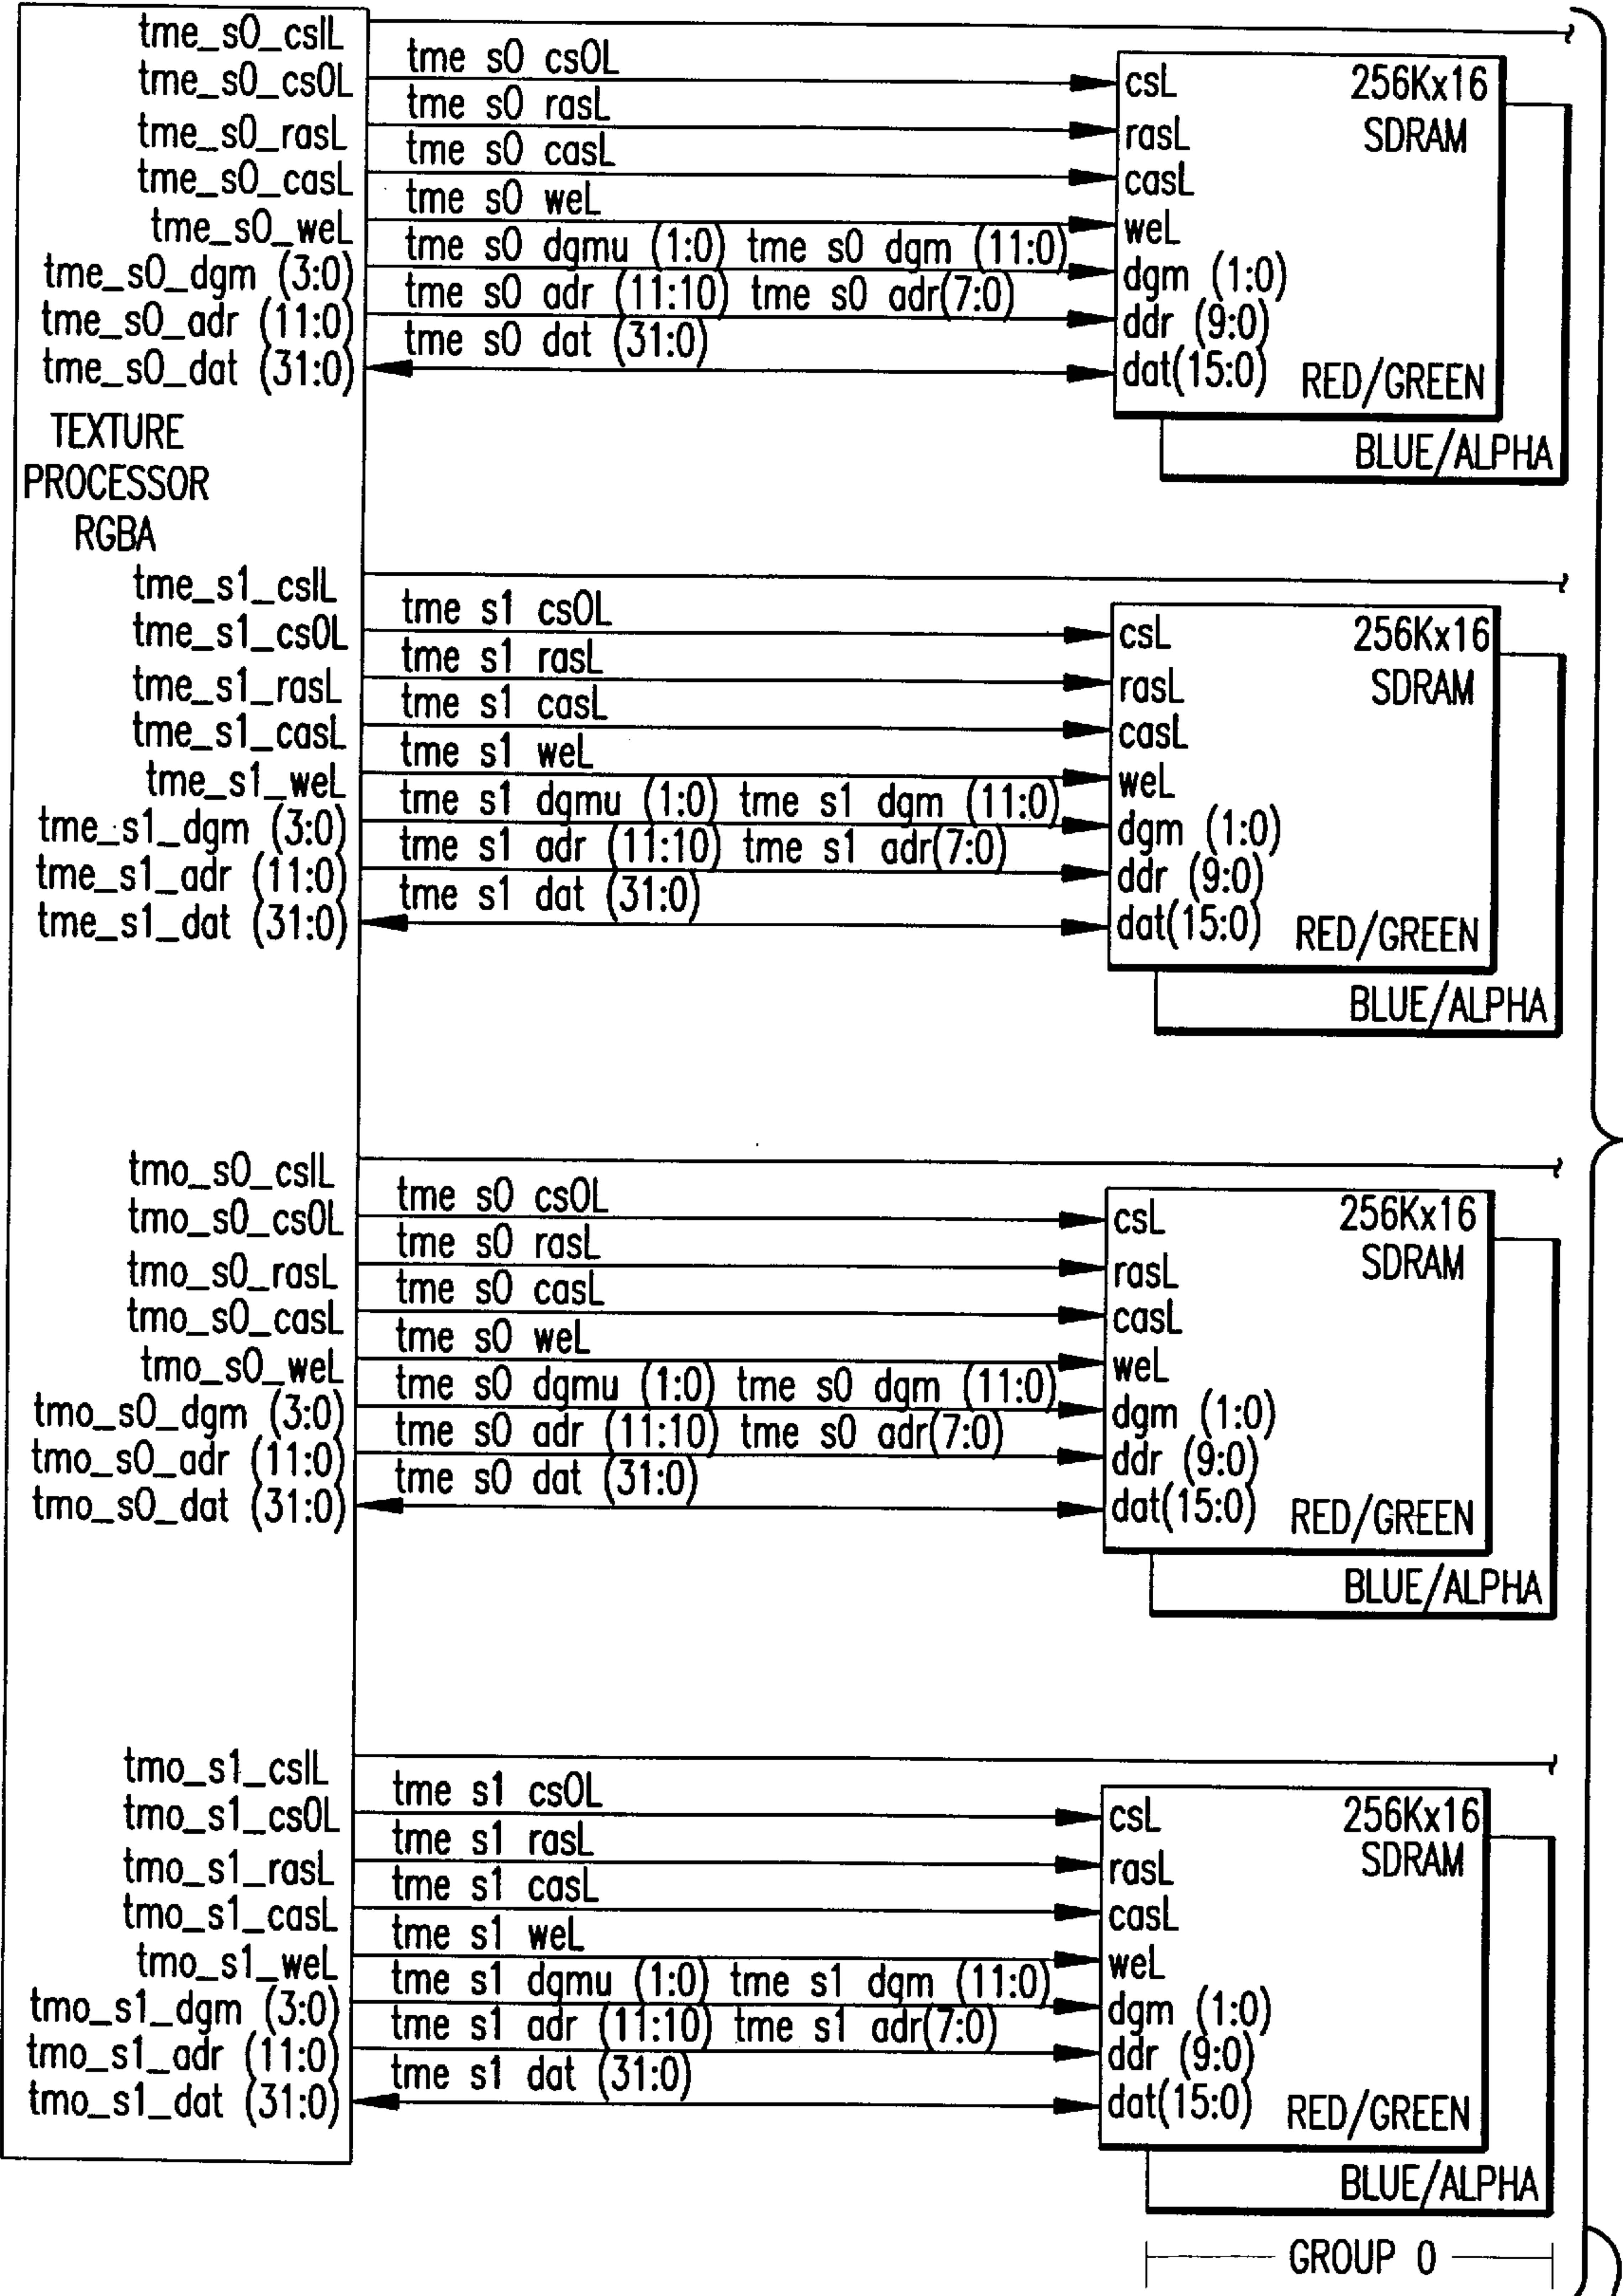 tme_s0_cslL
tme_s0_cs0L
tme_s0_rasL
tme_s0_casL
tme_s0_weL
tme_s0_dgm (3:0)
tme_s0_adr (11:0)
tme_s0_dat (31:0)
TEXTURE
PROCESSOR
RGBA
tme s0 cs0L
tme s0 rasL
tme s0 casL
tme s0 weL
tme s0 dgmu (1:0) tme s0 dgm (11:0)
tme s0 adr (11:10) tme s0 adr(7:0)
tme s0 dat (31:0)
csL 256Kx16
rasL SDRAM
casL
weL
dgm (1:0)
ddr (9:0)
dat(15:0) RED/GREEN
BLUE/ALPHA
tme_s1_cslL
tme_s1_cs0L
tme_s1_rasL
tme_s1_casL
tme_s1_weL
tme_s1_dgm (3:0)
tme_s1_adr (11:0)
tme_s1_dat (31:0)
tme s1 cs0L
tme s1 rasL
tme s1 casL
tme s1 weL
tme s1 dgmu (1:0) tme s1 dgm (11:0)
tme s1 adr (11:10) tme s1 adr(7:0)
tme s1 dat (31:0)
csL 256Kx16
rasL SDRAM
casL
weL
dgm (1:0)
ddr (9:0)
dat(15:0) RED/GREEN
BLUE/ALPHA
tmo_s0_cslL
tmo_s0_cs0L
tmo_s0_rasL
tmo_s0_casL
tmo_s0_weL
tmo_s0_dgm (3:0)
tmo_s0_adr (11:0)
tmo_s0_dat (31:0)
tme s0 cs0L
tme s0 rasL
tme s0 casL
tme s0 weL
tme s0 dgmu (1:0) tme s0 dgm (11:0)
tme s0 adr (11:10) tme s0 adr(7:0)
tme s0 dat (31:0)
csL 256Kx16
rasL SDRAM
casL
weL
dgm (1:0)
ddr (9:0)
dat(15:0) RED/GREEN
BLUE/ALPHA
tmo_s1_cslL
tmo_s1_cs0L
tmo_s1_rasL
tmo_s1_casL
tmo_s1_weL
tmo_s1_dgm (3:0)
tmo_s1_adr (11:0)
tmo_s1_dat (31:0)
tme s1 cs0L
tme s1 rasL
tme s1 casL
tme s1 weL
tme s1 dgmu (1:0) tme s1 dgm (11:0)
tme s1 adr (11:10) tme s1 adr(7:0)
tme s1 dat (31:0)
csL 256Kx16
rasL SDRAM
casL
weL
dgm (1:0)
ddr (9:0)
dat(15:0) RED/GREEN
BLUE/ALPHA
GROUP 0